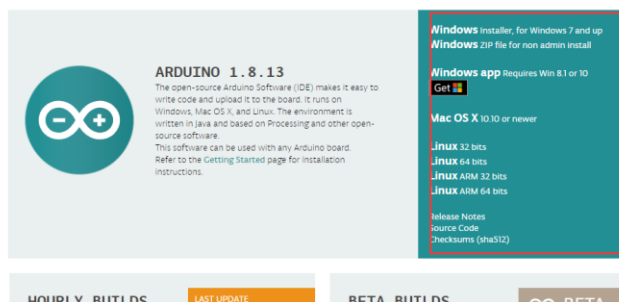 ARDUINO 1.8.13
The open-source Arduino Software (IDE) makes it easy to
write code and upload it to the board. It runs on
Windows, Mac OS X, and Linux. The environment is
written in Java and based on Processing and other open-
source software.
This software can be used with any Arduino board.
Refer to the Getting Started page for Installation
instructions.
Windows Installer, for Windows 7 and up
Windows ZIP file for non admin install
Windows app Requires Win 8.1 or 10
Get
Mac OS X 10.10 or newer
Linux 32 bits
Linux 64 bits
Linux ARM 32 bits
Linux ARM 64 bits
Release Notes
Source Code
Checksums (sha512)
HOURLY BUILDS
LAST UPDATE
BETA BUILDS
BETA